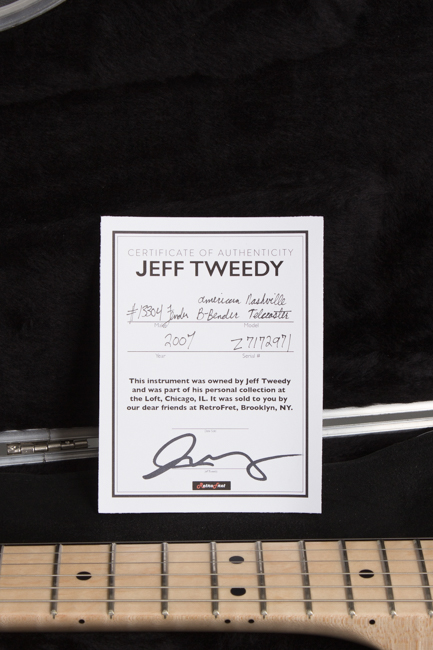 CERTIFICATE OF AUTHENTICITY
JEFF TWEEDY
American Nashville
#13304 Fender B-Bender Telecaster
Make Model
2007 Z7172971
Year Serial #
This instrument was owned by Jeff Tweedy
and was part of his personal collection at
the Loft, Chicago, IL. It was sold to you by
our dear friends at RetroFret, Brooklyn, NY.
RetroFret